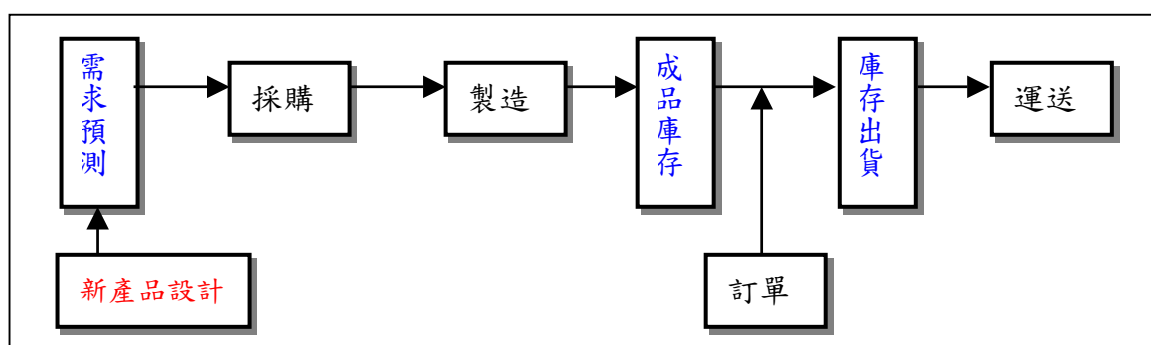 需求預測
採購
製造
成品庫存
庫存出貨
運送
新產品設計
訂單